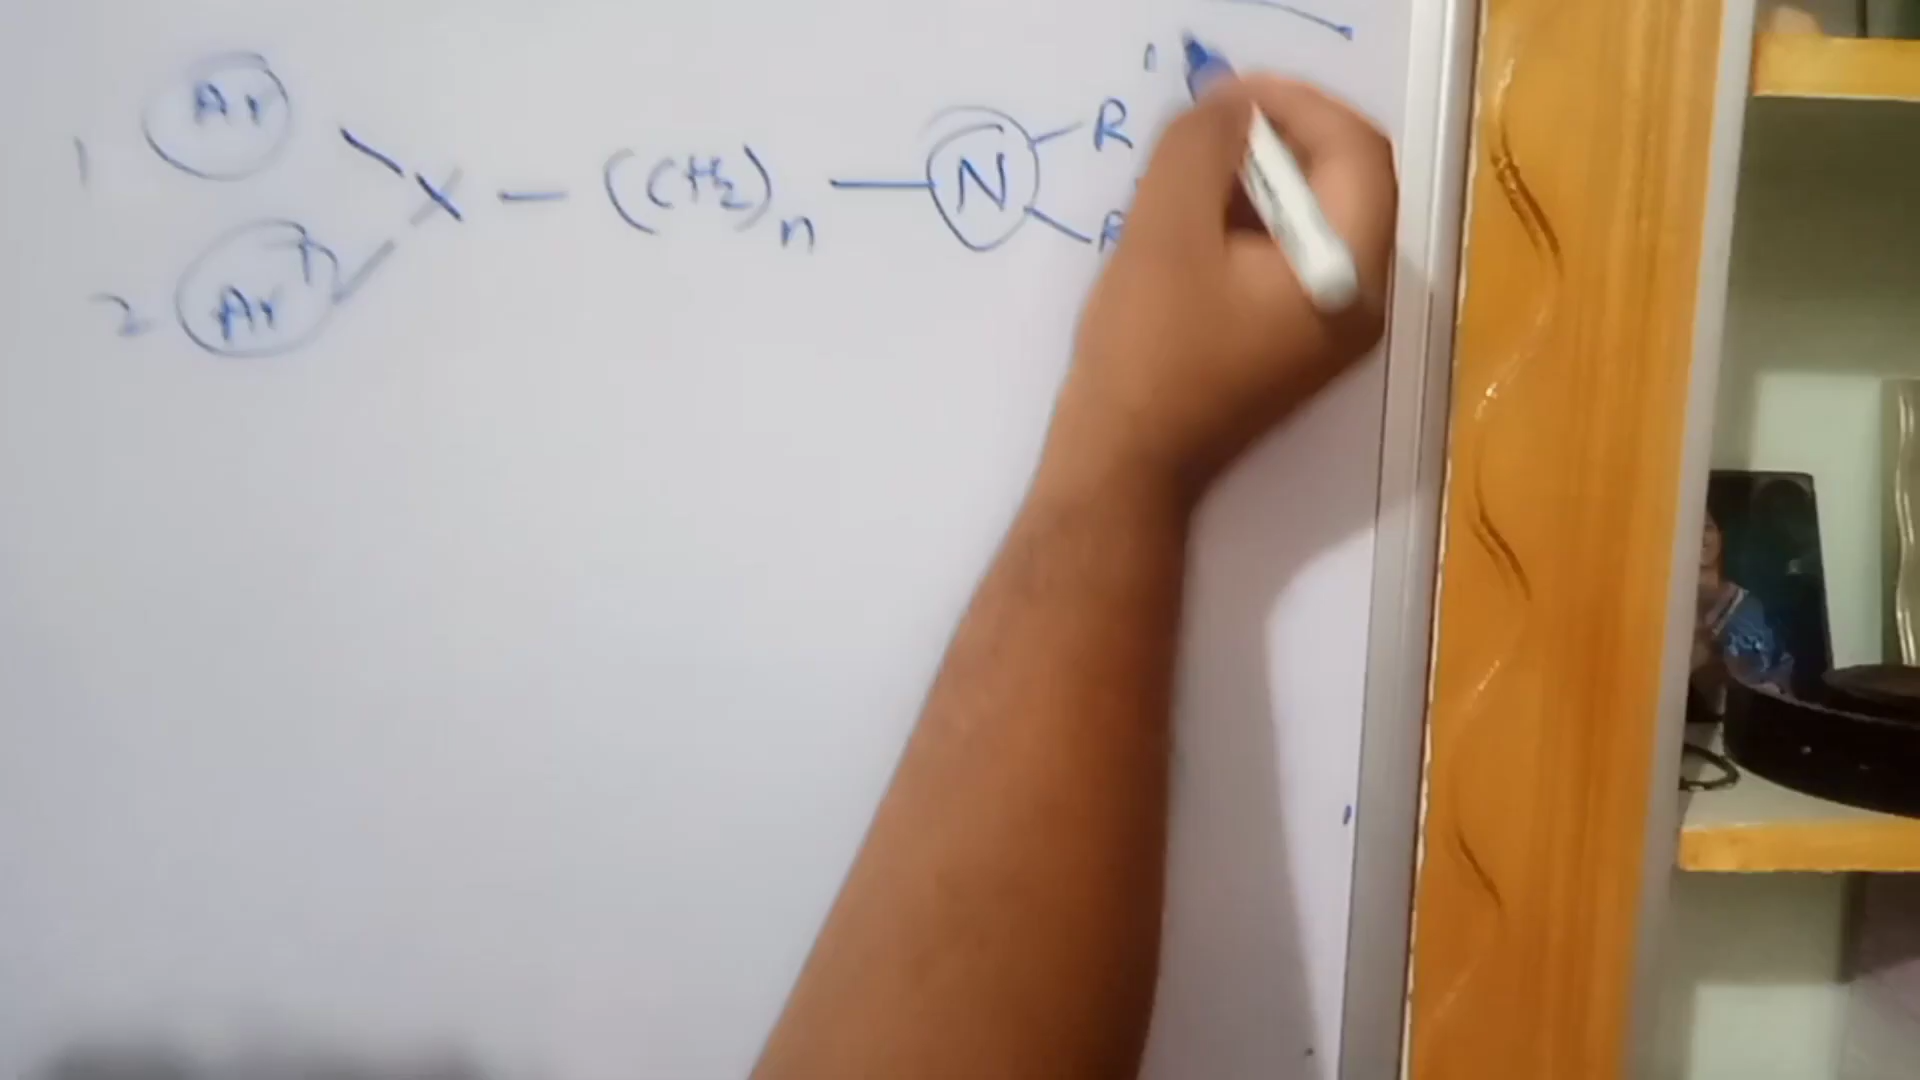 1 Ar
X — (CH2)n — N
R
R
2 Ar